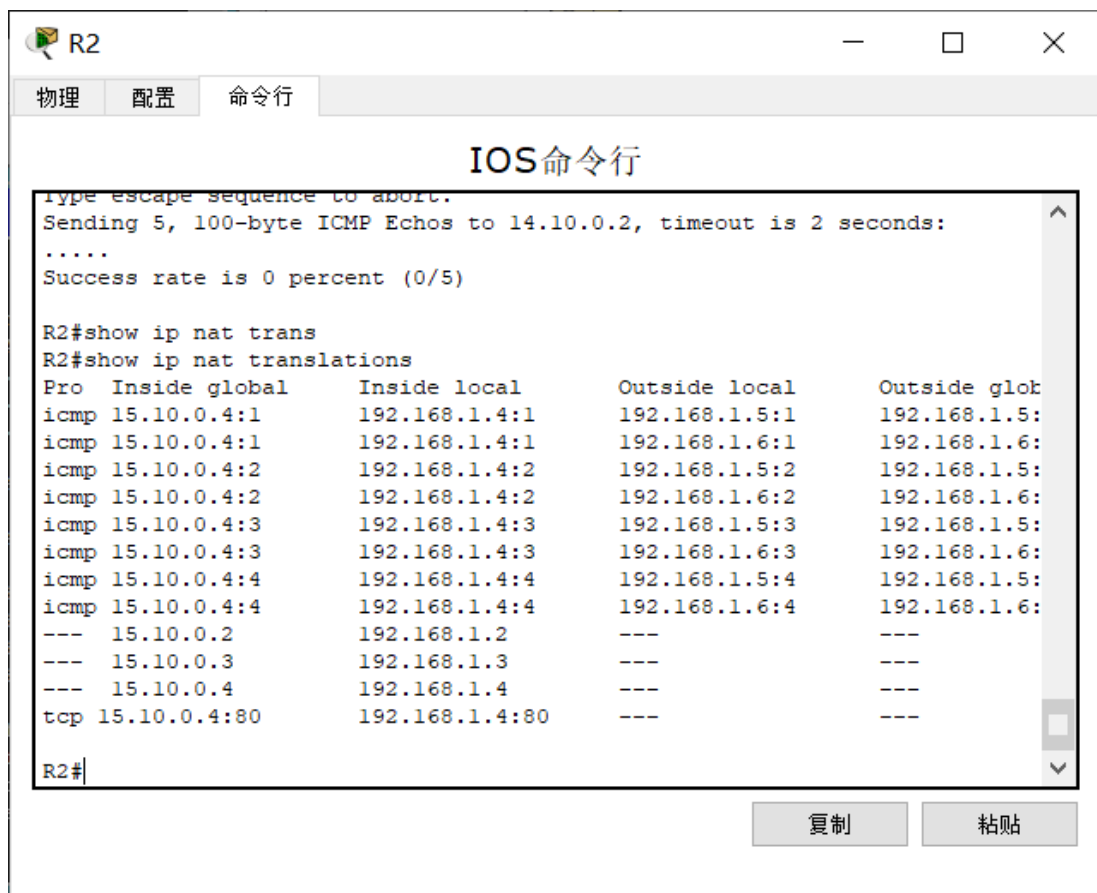 R2
物理 配置 命令行
IOS命令行
Type escape sequence to abort.
Sending 5, 100-byte ICMP Echos to 14.10.0.2, timeout is 2 seconds:
.....
Success rate is 0 percent (0/5)
R2#show ip nat trans
R2#show ip nat translations
Pro Inside global Inside local Outside local Outside glob
icmp 15.10.0.4:1 192.168.1.4:1 192.168.1.5:1 192.168.1.5:
icmp 15.10.0.4:1 192.168.1.4:1 192.168.1.6:1 192.168.1.6:
icmp 15.10.0.4:2 192.168.1.4:2 192.168.1.5:2 192.168.1.5:
icmp 15.10.0.4:2 192.168.1.4:2 192.168.1.6:2 192.168.1.6:
icmp 15.10.0.4:3 192.168.1.4:3 192.168.1.5:3 192.168.1.5:
icmp 15.10.0.4:3 192.168.1.4:3 192.168.1.6:3 192.168.1.6:
icmp 15.10.0.4:4 192.168.1.4:4 192.168.1.5:4 192.168.1.5:
icmp 15.10.0.4:4 192.168.1.4:4 192.168.1.6:4 192.168.1.6:
--- 15.10.0.2 192.168.1.2 --- ---
--- 15.10.0.3 192.168.1.3 --- ---
--- 15.10.0.4 192.168.1.4 --- ---
tcp 15.10.0.4:80 192.168.1.4:80 --- ---
R2#
复制 粘贴